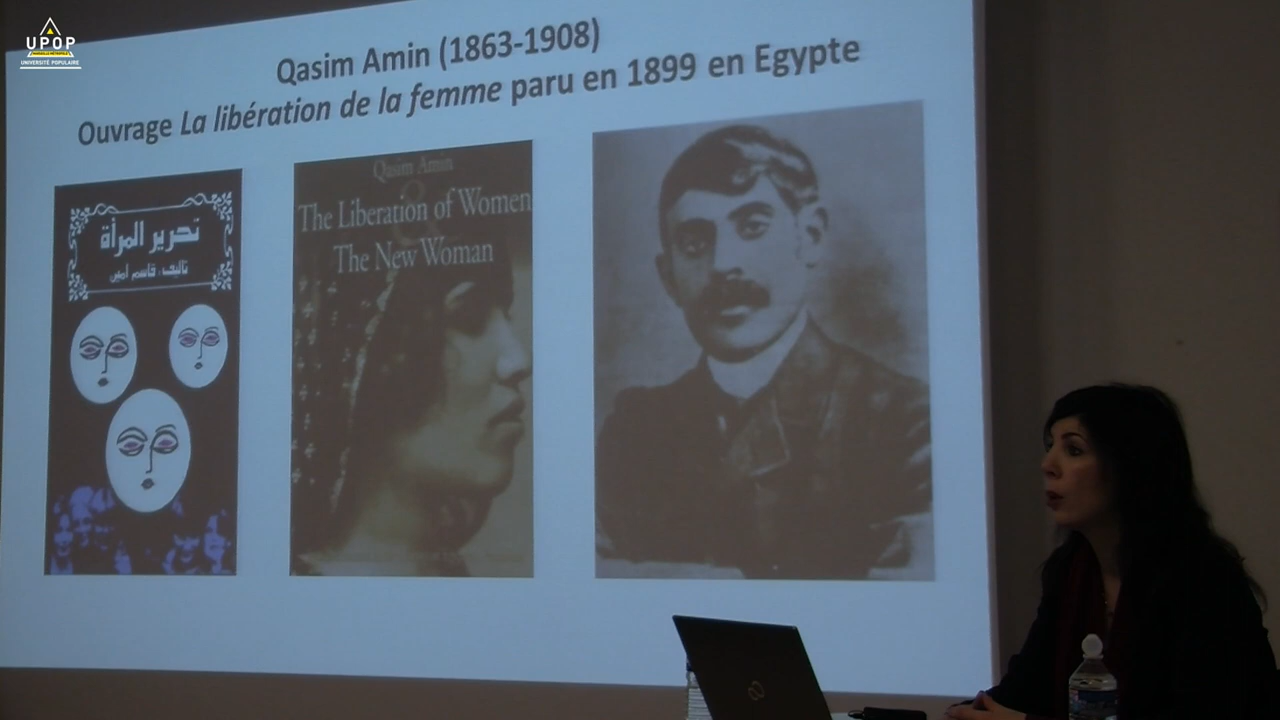 UPOP
UNIVERSITÉ POPULAIRE
Qasim Amin (1863-1908)
Ouvrage La libération de la femme paru en 1899 en Egypte
تحرير المرأة
تأليف. قاسم امين
Qasim Amin
The Liberation of Women
&
The New Woman